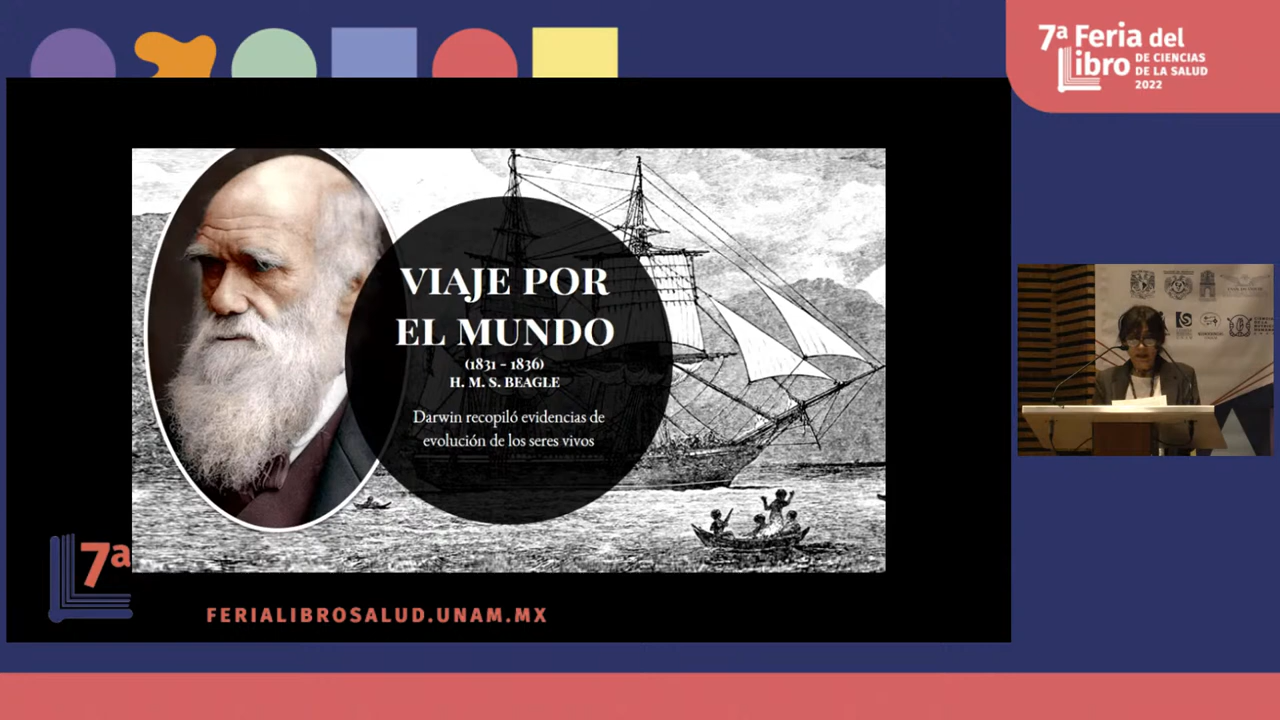 7ª Feria del
Libro DE CIENCIAS
DE LA SALUD
2022
VIAJE POR
EL MUNDO
(1831 - 1836)
H. M. S. BEAGLE
Darwin recopiló evidencias de
evolución de los seres vivos
7ª
FERIALIBROSALUD.UNAM.MX